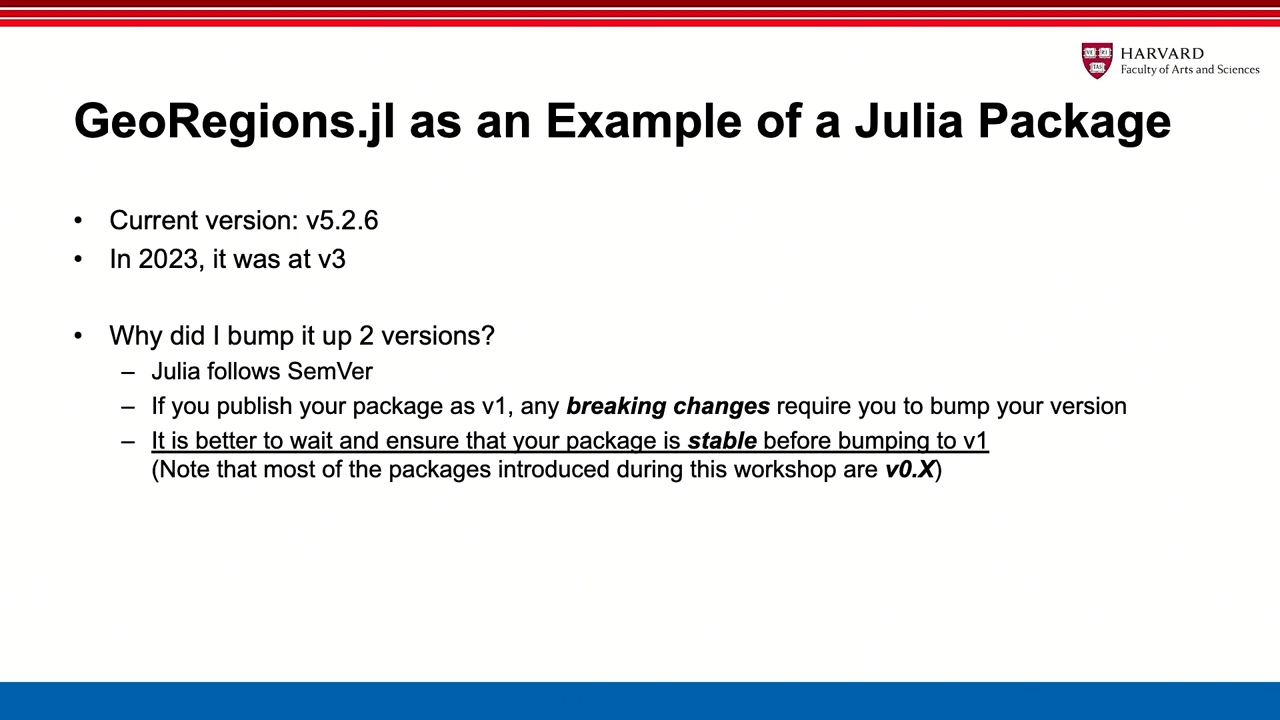 HARVARD
Faculty of Arts and Sciences
GeoRegions.jl as an Example of a Julia Package
• Current version: v5.2.6
• In 2023, it was at v3
• Why did I bump it up 2 versions?
– Julia follows SemVer
– If you publish your package as v1, any breaking changes require you to bump your version
– It is better to wait and ensure that your package is stable before bumping to v1
(Note that most of the packages introduced during this workshop are v0.X)